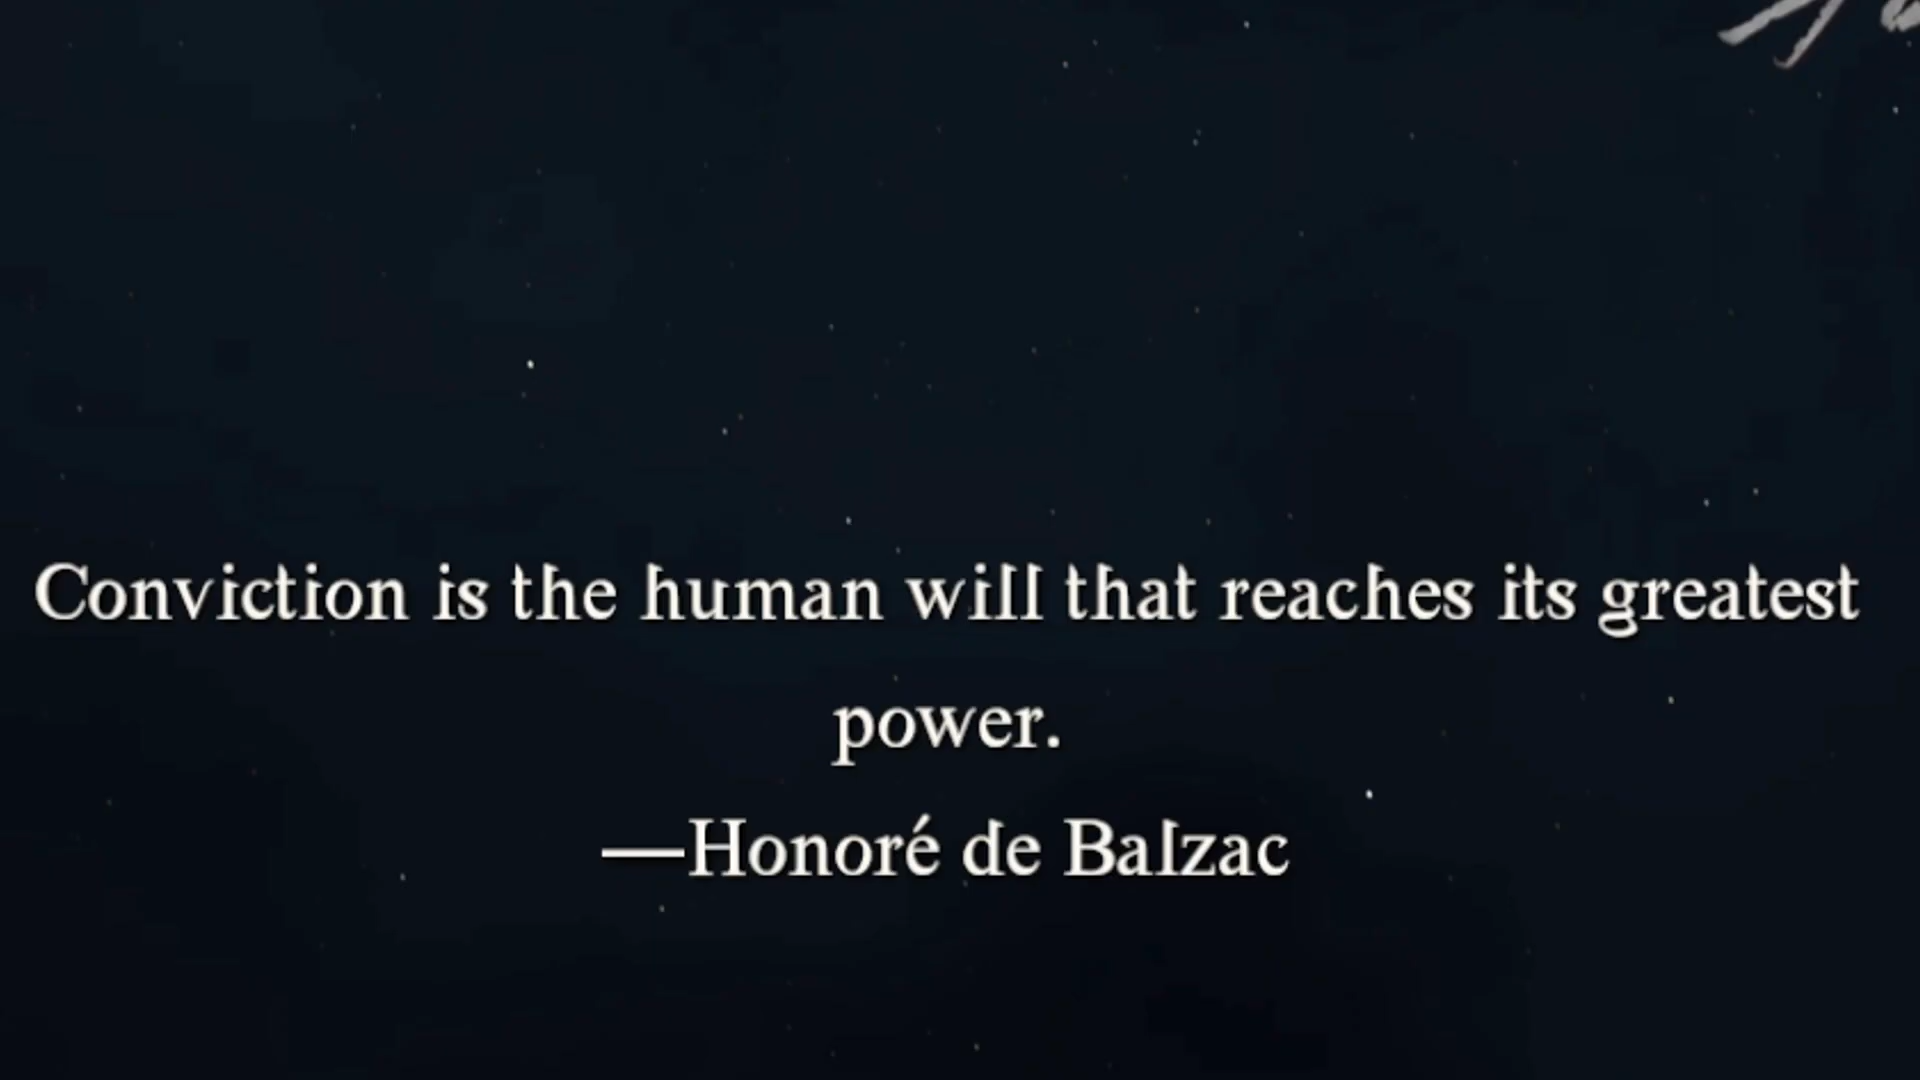 Conviction is the human will that reaches its greatest
power.
—Honoré de Balzac